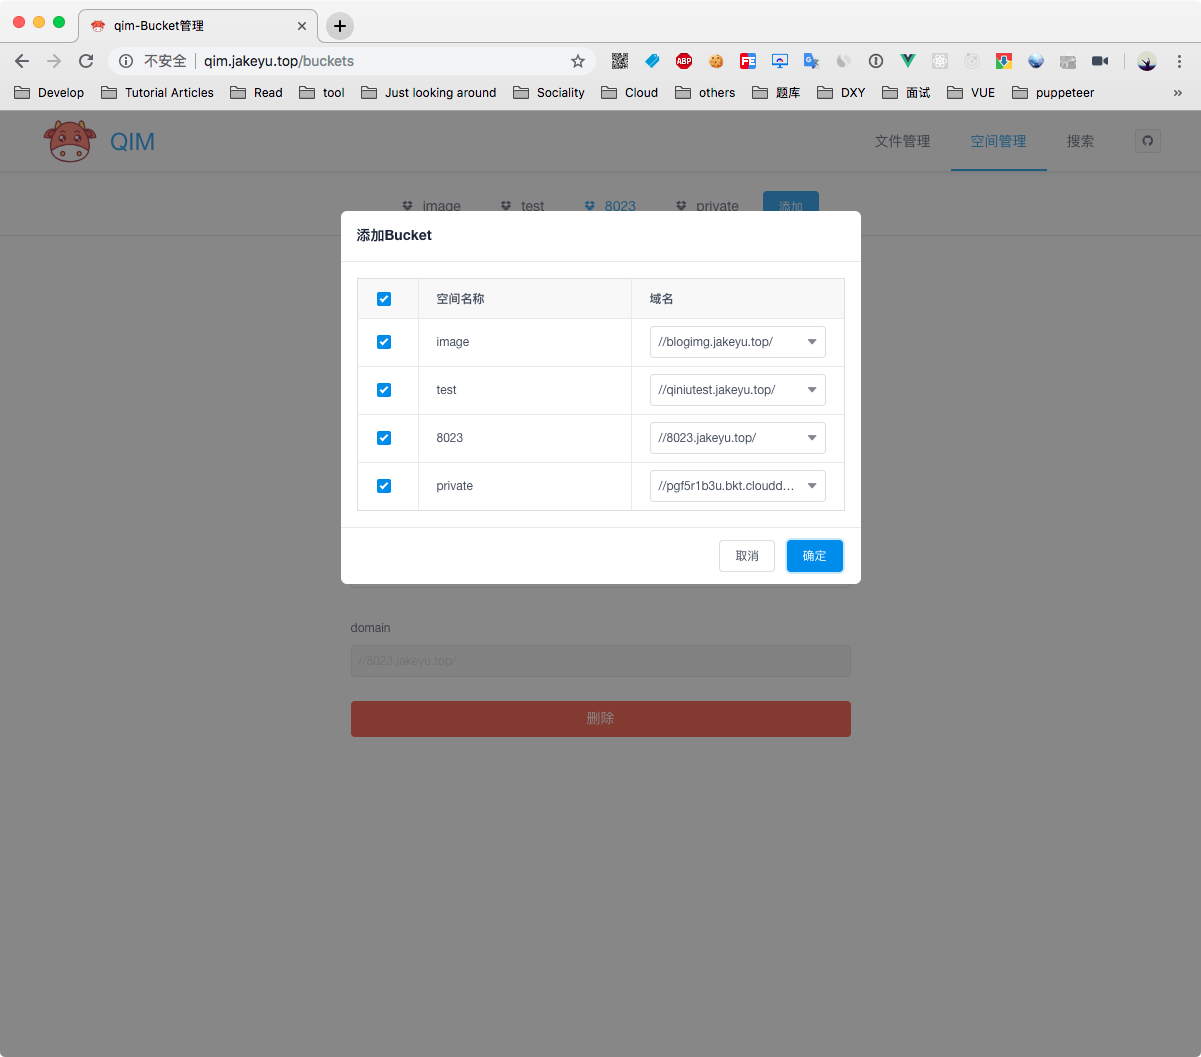 qim-Bucket管理
不安全 qim.jakeyu.top/buckets
ABP FE
Develop Tutorial Articles Read tool Just looking around Sociality Cloud others 题库 DXY 面试 VUE puppeteer
QIM 文件管理 空间管理 搜索
image test 8023 private 添加
添加Bucket
空间名称 域名
image //blogimg.jakeyu.top/
test //qiniutest.jakeyu.top/
8023 //8023.jakeyu.top/
private //pgf5r1b3u.bkt.cloudd…
取消 确定
domain
//8023.jakeyu.top/
删除